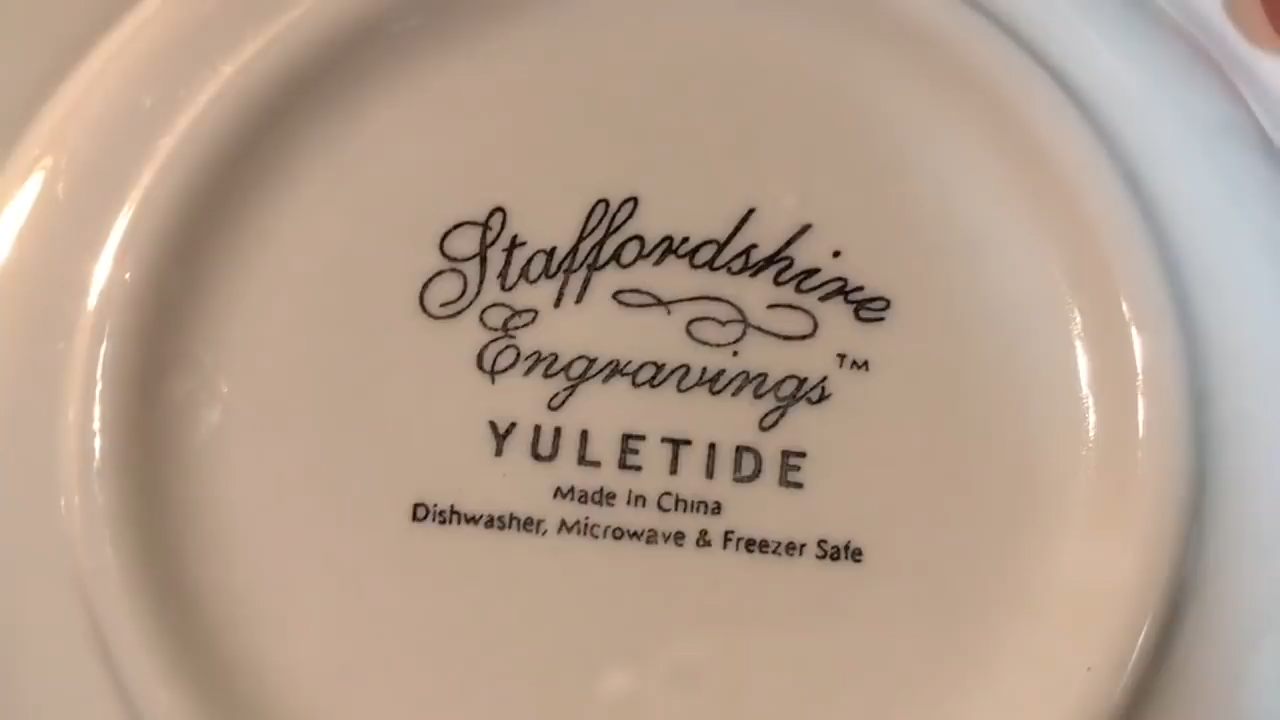 Staffordshire
Engravings™
YULETIDE
Made In China
Dishwasher, Microwave & Freezer Safe